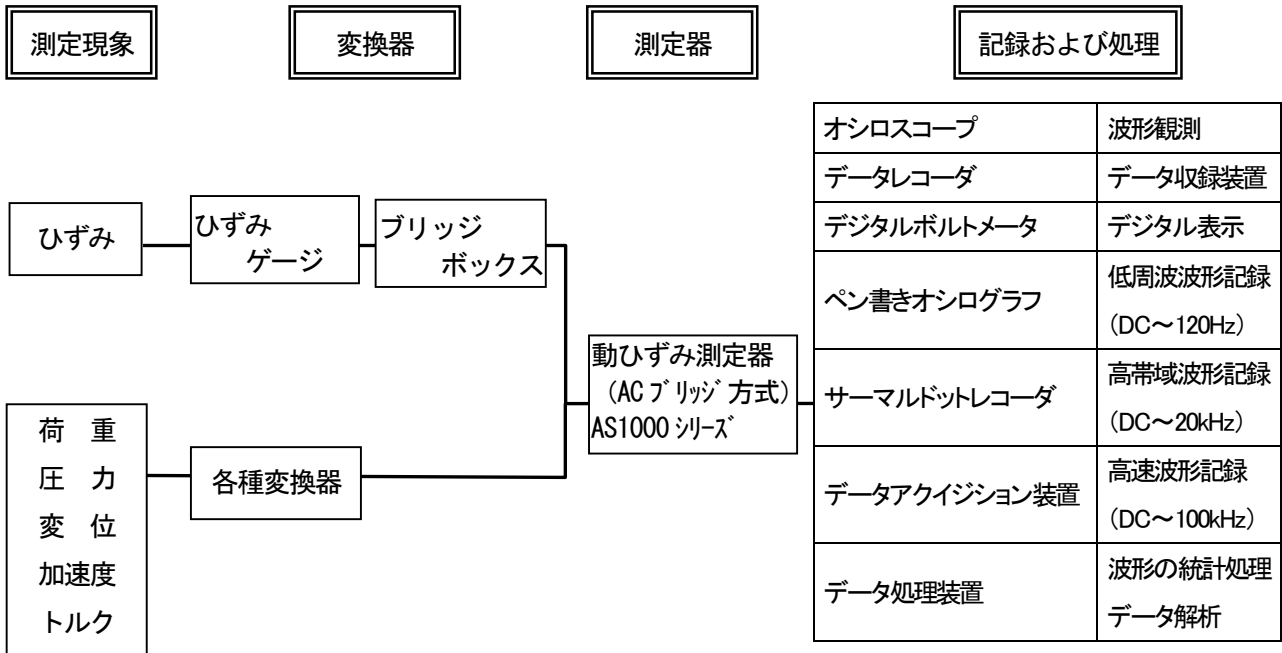 測定現象
変換器
測定器
記録および処理
ひずみ
ひずみ
ゲージ
ブリッジ
ボックス
荷 重
圧 力
変 位
加速度
トルク
各種変換器
動ひずみ測定器
(ACブリッジ方式)
AS1000シリーズ
オシロスコープ 波形観測
データレコーダ データ収録装置
デジタルボルトメータ デジタル表示
ペン書きオシログラフ 低周波波形記録
(DC～120Hz)
サーマルドットレコーダ 高帯域波形記録
(DC～20kHz)
データアクイジション装置 高速波形記録
(DC～100kHz)
データ処理装置 波形の統計処理
データ解析